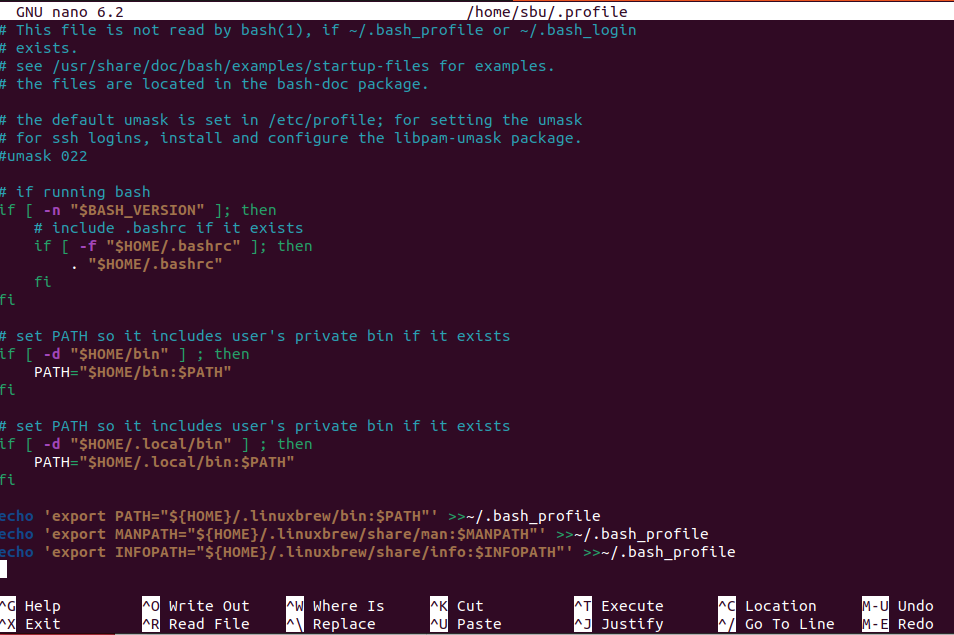 GNU nano 6.2 /home/sbu/.profile
# This file is not read by bash(1), if ~/.bash_profile or ~/.bash_login
# exists.
# see /usr/share/doc/bash/examples/startup-files for examples.
# the files are located in the bash-doc package.
# the default umask is set in /etc/profile; for setting the umask
# for ssh logins, install and configure the libpam-umask package.
#umask 022
# if running bash
if [ -n "$BASH_VERSION" ]; then
    # include .bashrc if it exists
    if [ -f "$HOME/.bashrc" ]; then
        . "$HOME/.bashrc"
    fi
fi
# set PATH so it includes user's private bin if it exists
if [ -d "$HOME/bin" ] ; then
    PATH="$HOME/bin:$PATH"
fi
# set PATH so it includes user's private bin if it exists
if [ -d "$HOME/.local/bin" ] ; then
    PATH="$HOME/.local/bin:$PATH"
fi
echo 'export PATH="${HOME}/.linuxbrew/bin:$PATH"' >>~/.bash_profile
echo 'export MANPATH="${HOME}/.linuxbrew/share/man:$MANPATH"' >>~/.bash_profile
echo 'export INFOPATH="${HOME}/.linuxbrew/share/info:$INFOPATH"' >>~/.bash_profile
^G Help ^O Write Out ^W Where Is ^K Cut ^T Execute ^C Location M-U Undo
^X Exit ^R Read File ^\ Replace ^U Paste ^J Justify ^/ Go To Line M-E Redo